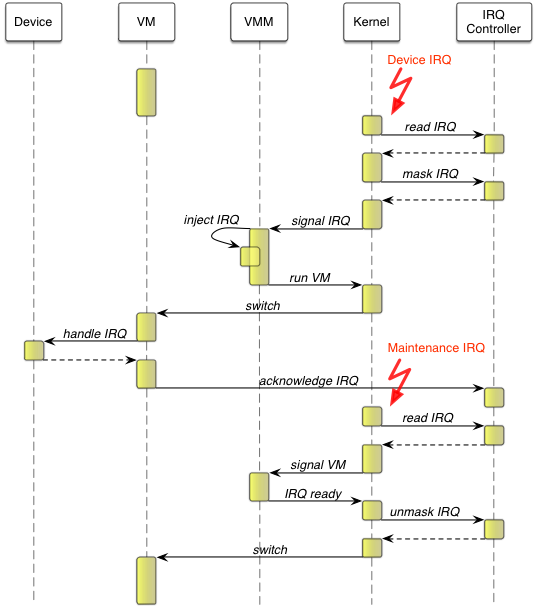 Device
VM
VMM
Kernel
IRQ
Controller
Device IRQ
read IRQ
mask IRQ
inject IRQ
signal IRQ
run VM
switch
handle IRQ
Maintenance IRQ
acknowledge IRQ
read IRQ
signal VM
IRQ ready
unmask IRQ
switch